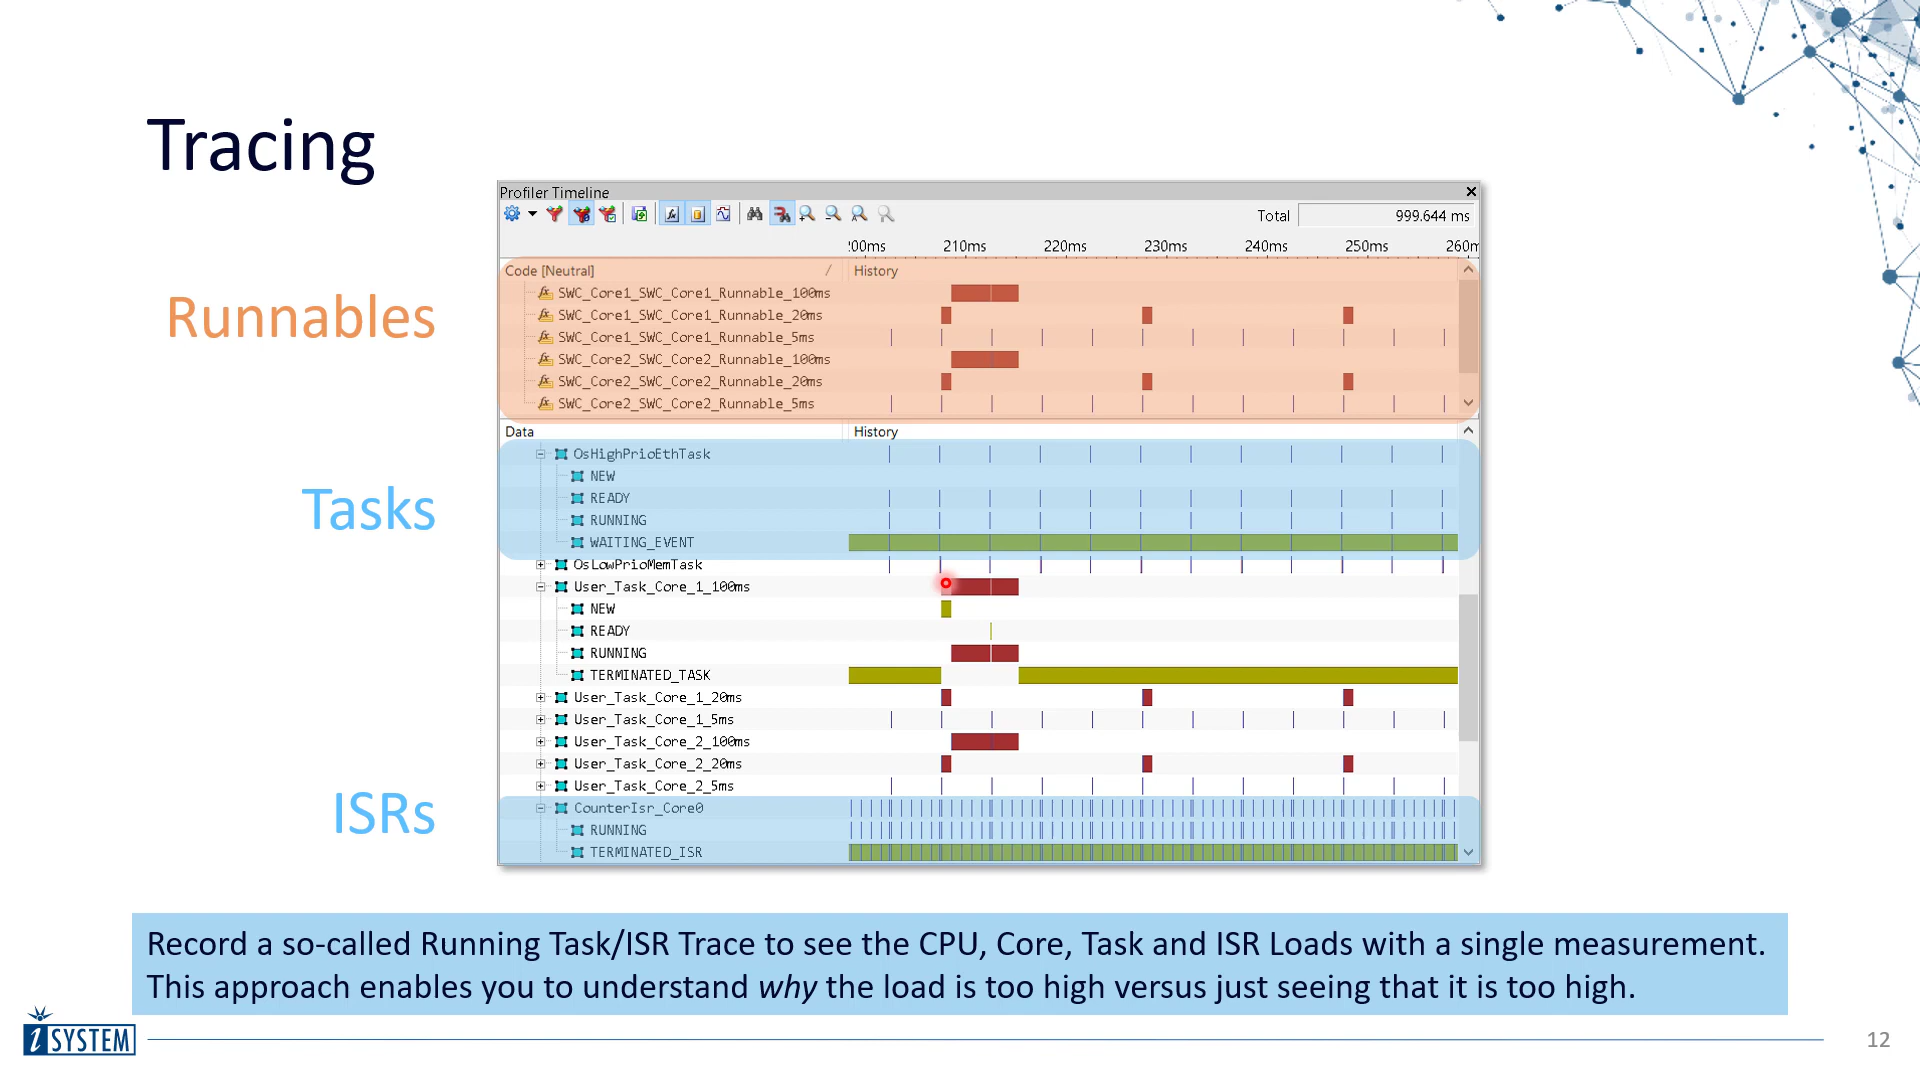 Tracing
Profiler Timeline
Total 999.644 ms
00ms 210ms 220ms 230ms 240ms 250ms 260m
Code [Neutral] / History
Runnables
SWC_Core1_SWC_Core1_Runnable_100ms
SWC_Core1_SWC_Core1_Runnable_20ms
SWC_Core1_SWC_Core1_Runnable_5ms
SWC_Core2_SWC_Core2_Runnable_100ms
SWC_Core2_SWC_Core2_Runnable_20ms
SWC_Core2_SWC_Core2_Runnable_5ms
Data History
Tasks
OsHighPrioEthTask
NEW
READY
RUNNING
WAITING_EVENT
OsLowPrioMemTask
User_Task_Core_1_100ms
NEW
READY
RUNNING
TERMINATED_TASK
User_Task_Core_1_20ms
User_Task_Core_1_5ms
User_Task_Core_2_100ms
User_Task_Core_2_20ms
User_Task_Core_2_5ms
ISRs
CounterIsr_Core0
RUNNING
TERMINATED_ISR
Record a so-called Running Task/ISR Trace to see the CPU, Core, Task and ISR Loads with a single measurement.
This approach enables you to understand why the load is too high versus just seeing that it is too high.
iSYSTEM
12